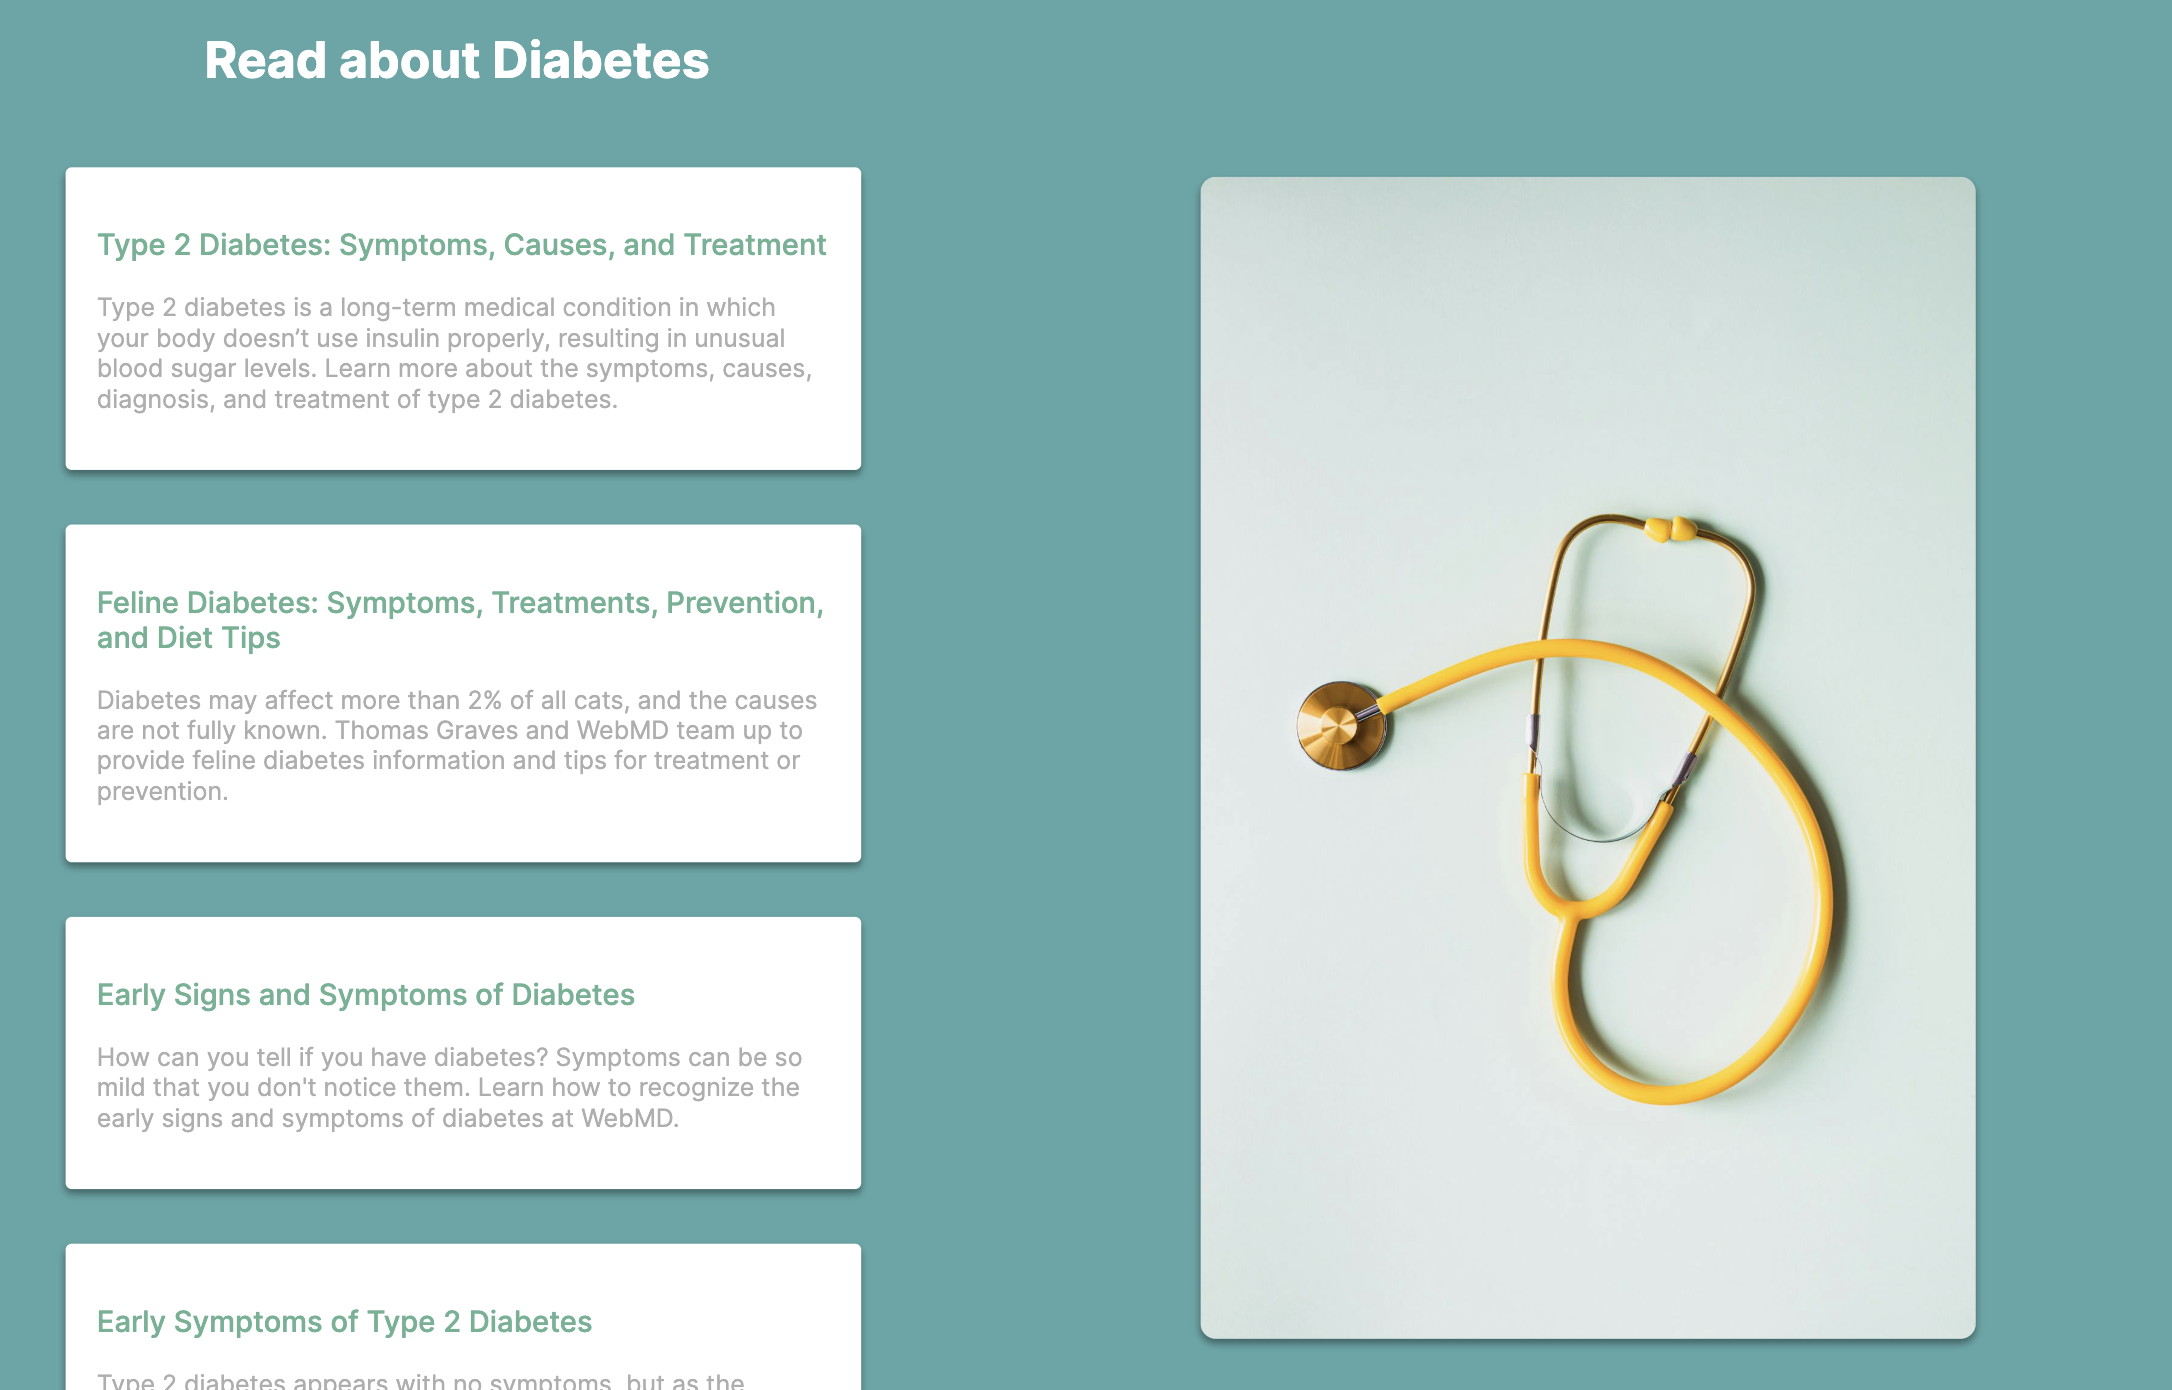 Read about Diabetes
Type 2 Diabetes: Symptoms, Causes, and Treatment
Type 2 diabetes is a long-term medical condition in which
your body doesn’t use insulin properly, resulting in unusual
blood sugar levels. Learn more about the symptoms, causes,
diagnosis, and treatment of type 2 diabetes.
Feline Diabetes: Symptoms, Treatments, Prevention,
and Diet Tips
Diabetes may affect more than 2% of all cats, and the causes
are not fully known. Thomas Graves and WebMD team up to
provide feline diabetes information and tips for treatment or
prevention.
Early Signs and Symptoms of Diabetes
How can you tell if you have diabetes? Symptoms can be so
mild that you don't notice them. Learn how to recognize the
early signs and symptoms of diabetes at WebMD.
Early Symptoms of Type 2 Diabetes
Type 2 diabetes appears with no symptoms, but as the